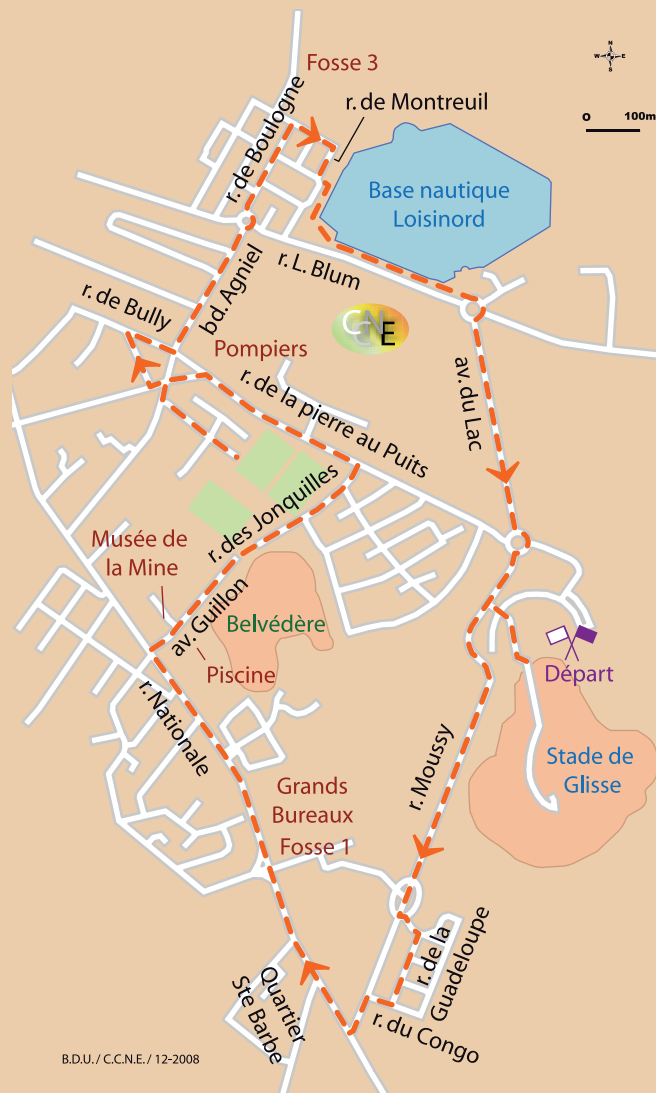 Fosse 3
N
W E
S
r. de Montreuil
0 100m
r. de Boulogne
Base nautique
Loisinord
r. L. Blum
bd. Agniel
r. de Bully
CCNE
Pompiers
av. du Lac
r. de la pierre au Puits
r. des Jonquilles
Musée de
la Mine
av. Guillon
Belvédère
Piscine
Départ
r. Nationale
r. Moussy
Stade de
Glisse
Grands
Bureaux
Fosse 1
r. de la
Guadeloupe
Quartier
Ste Barbe
r. du Congo
B.D.U. / C.C.N.E. / 12-2008